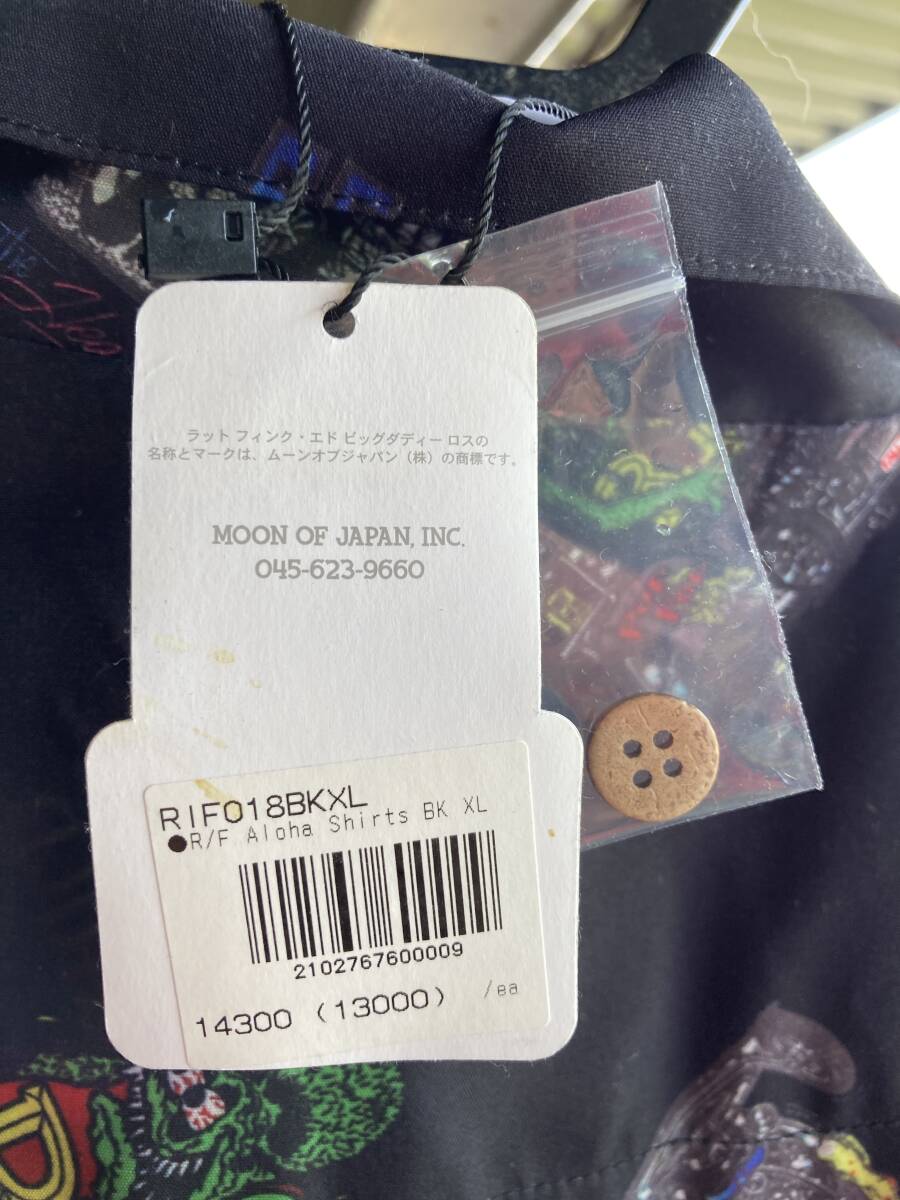 the
ラット フィンク・エド ビッグダディー ロスの
名称とマークは、ムーンオブジャパン（株）の商標です。
MOON OF JAPAN, INC.
045-623-9660
RIF018BKXL
●R/F Aloha Shirts BK XL
2102767600009
14300 (13000) /ea